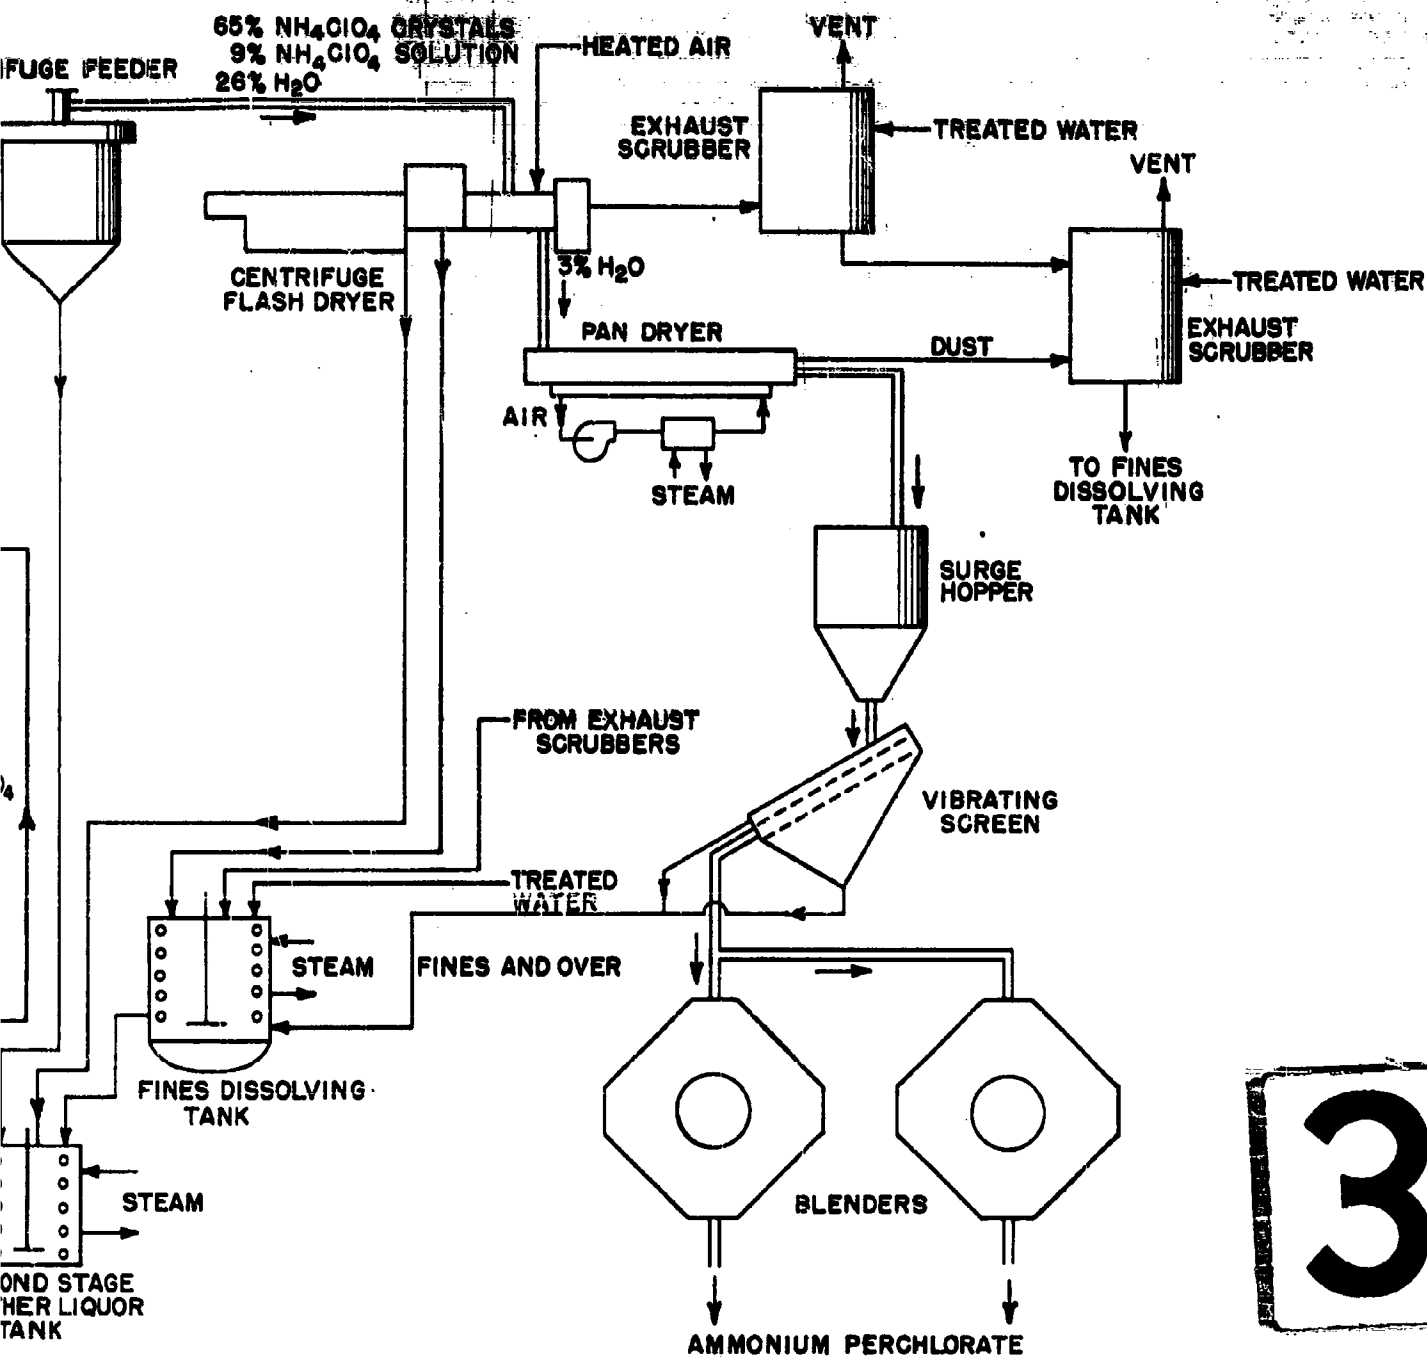 65% NH₄ClO₄ CRYSTALS
9% NH₄ClO₄ SOLUTION
26% H₂O
IFUGE FEEDER
HEATED AIR
VENT
EXHAUST
SCRUBBER
TREATED WATER
VENT
CENTRIFUGE
FLASH DRYER
3% H₂O
TREATED WATER
PAN DRYER
DUST
EXHAUST
SCRUBBER
AIR
STEAM
TO FINES
DISSOLVING
TANK
SURGE
HOPPER
FROM EXHAUST
SCRUBBERS
)₄
VIBRATING
SCREEN
TREATED
WATER
STEAM
FINES AND OVER
FINES DISSOLVING
TANK
STEAM
BLENDERS
OND STAGE
HER LIQUOR
TANK
AMMONIUM PERCHLORATE
3